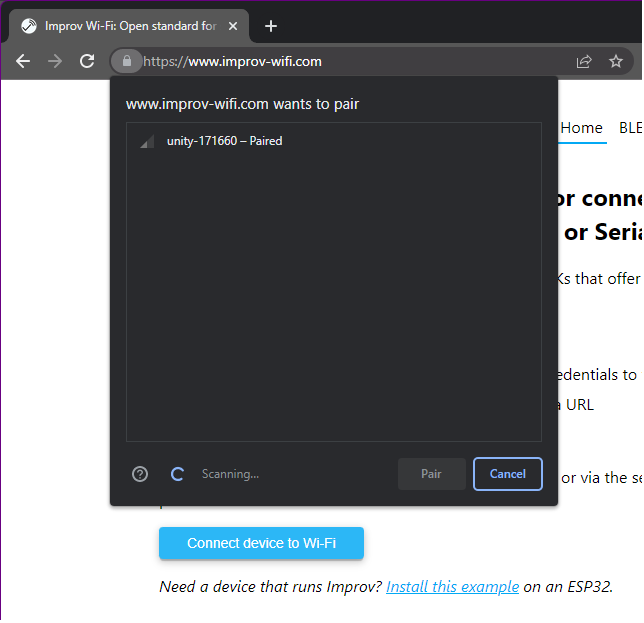 Improv Wi-Fi: Open standard for
https://www.improv-wifi.com
www.improv-wifi.com wants to pair
unity-171660 – Paired
Home BLE
or conne
or Seria
Ks that offer
edentials to
a URL
Scanning...
Pair
Cancel
or via the se
Connect device to Wi-Fi
Need a device that runs Improv? Install this example on an ESP32.